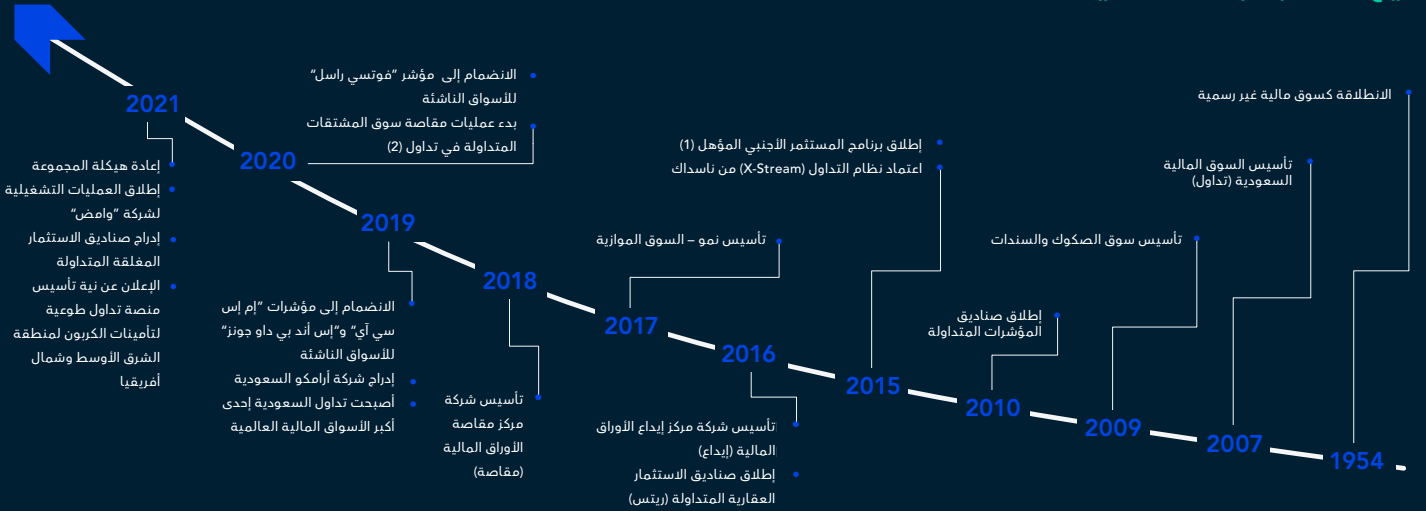 1954
الانطلاقة كسوق مالية غير رسمية
2007
تأسيس السوق المالية
السعودية (تداول)
2009
تأسيس سوق الصكوك والسندات
2010
إطلاق صناديق
المؤشرات المتداولة
2015
إطلاق برنامج المستثمر الأجنبي المؤهل (1)
اعتماد نظام التداول (X-Stream) من ناسداك
2016
تأسيس شركة مركز إيداع الأوراق
المالية (إيداع)
إطلاق صناديق الاستثمار
العقارية المتداولة (ريتس)
2017
تأسيس نمو – السوق الموازية
2018
تأسيس شركة
مركز مقاصة
الأوراق المالية
(مقاصة)
2019
الانضمام إلى مؤشرات “إم إس
سي آي” و“إس أند بي داو جونز”
للأسواق الناشئة
إدراج شركة أرامكو السعودية
أصبحت تداول السعودية إحدى
أكبر الأسواق المالية العالمية
2020
الانضمام إلى مؤشر “فوتسي راسل”
للأسواق الناشئة
بدء عمليات مقاصة سوق المشتقات
المتداولة في تداول (2)
2021
إعادة هيكلة المجموعة
إطلاق العمليات التشغيلية
لشركة “وامض”
إدراج صناديق الاستثمار
المغلقة المتداولة
الإعلان عن نية تأسيس
منصة تداول طوعية
لتأمينات الكربون لمنطقة
الشرق الأوسط وشمال
أفريقيا